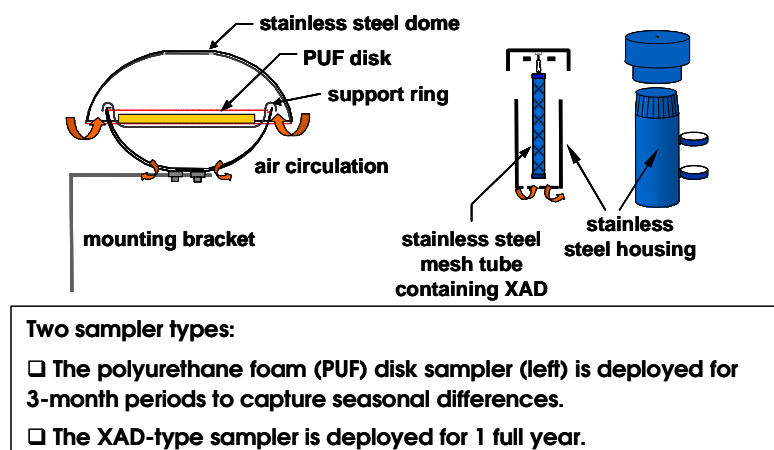 stainless steel dome
PUF disk
support ring
air circulation
mounting bracket
stainless steel
mesh tube
containing XAD
stainless
steel housing
Two sampler types:
❑ The polyurethane foam (PUF) disk sampler (left) is deployed for
3-month periods to capture seasonal differences.
❑ The XAD-type sampler is deployed for 1 full year.